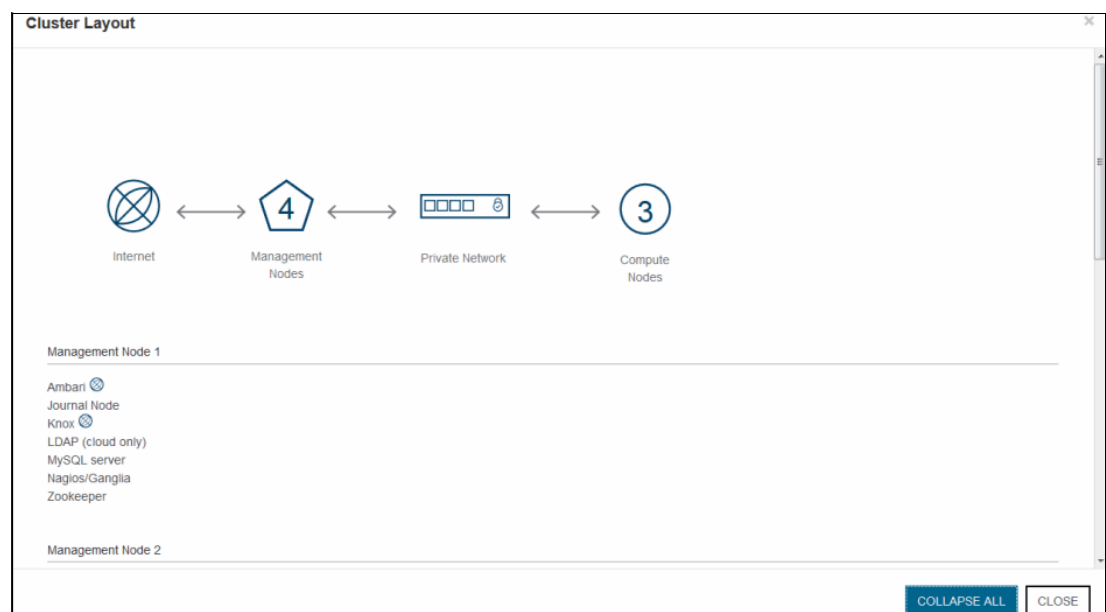 Cluster Layout
4
3
Internet
Management
Nodes
Private Network
Compute
Nodes
Management Node 1
Ambari
Journal Node
Knox
LDAP (cloud only)
MySQL server
Nagios/Ganglia
Zookeeper
Management Node 2
COLLAPSE ALL
CLOSE